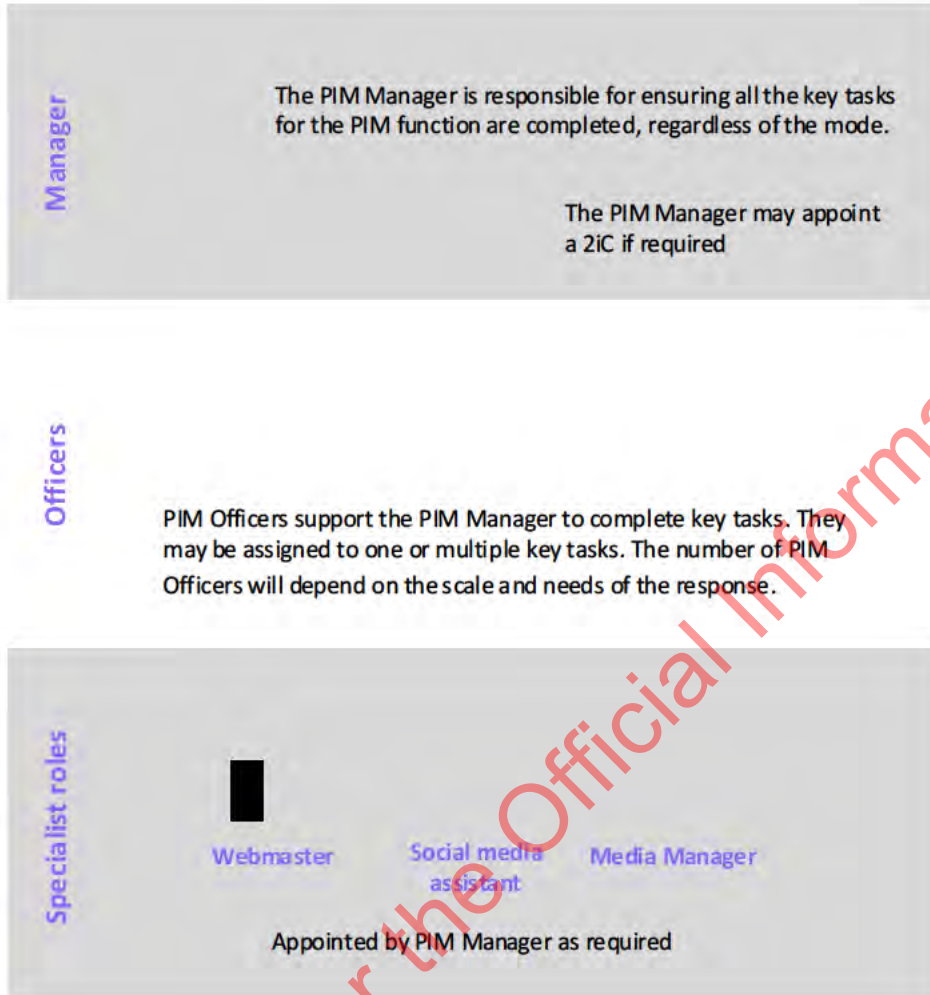 Manager
The PIM Manager is responsible for ensuring all the key tasks
for the PIM function are completed, regardless of the mode.
The PIM Manager may appoint
a 2iC if required
Officers
PIM Officers support the PIM Manager to complete key tasks. They
may be assigned to one or multiple key tasks. The number of PIM
Officers will depend on the scale and needs of the response.
Specialist roles
Webmaster
Social media
assistant
Media Manager
Appointed by PIM Manager as required
r the Official Informa